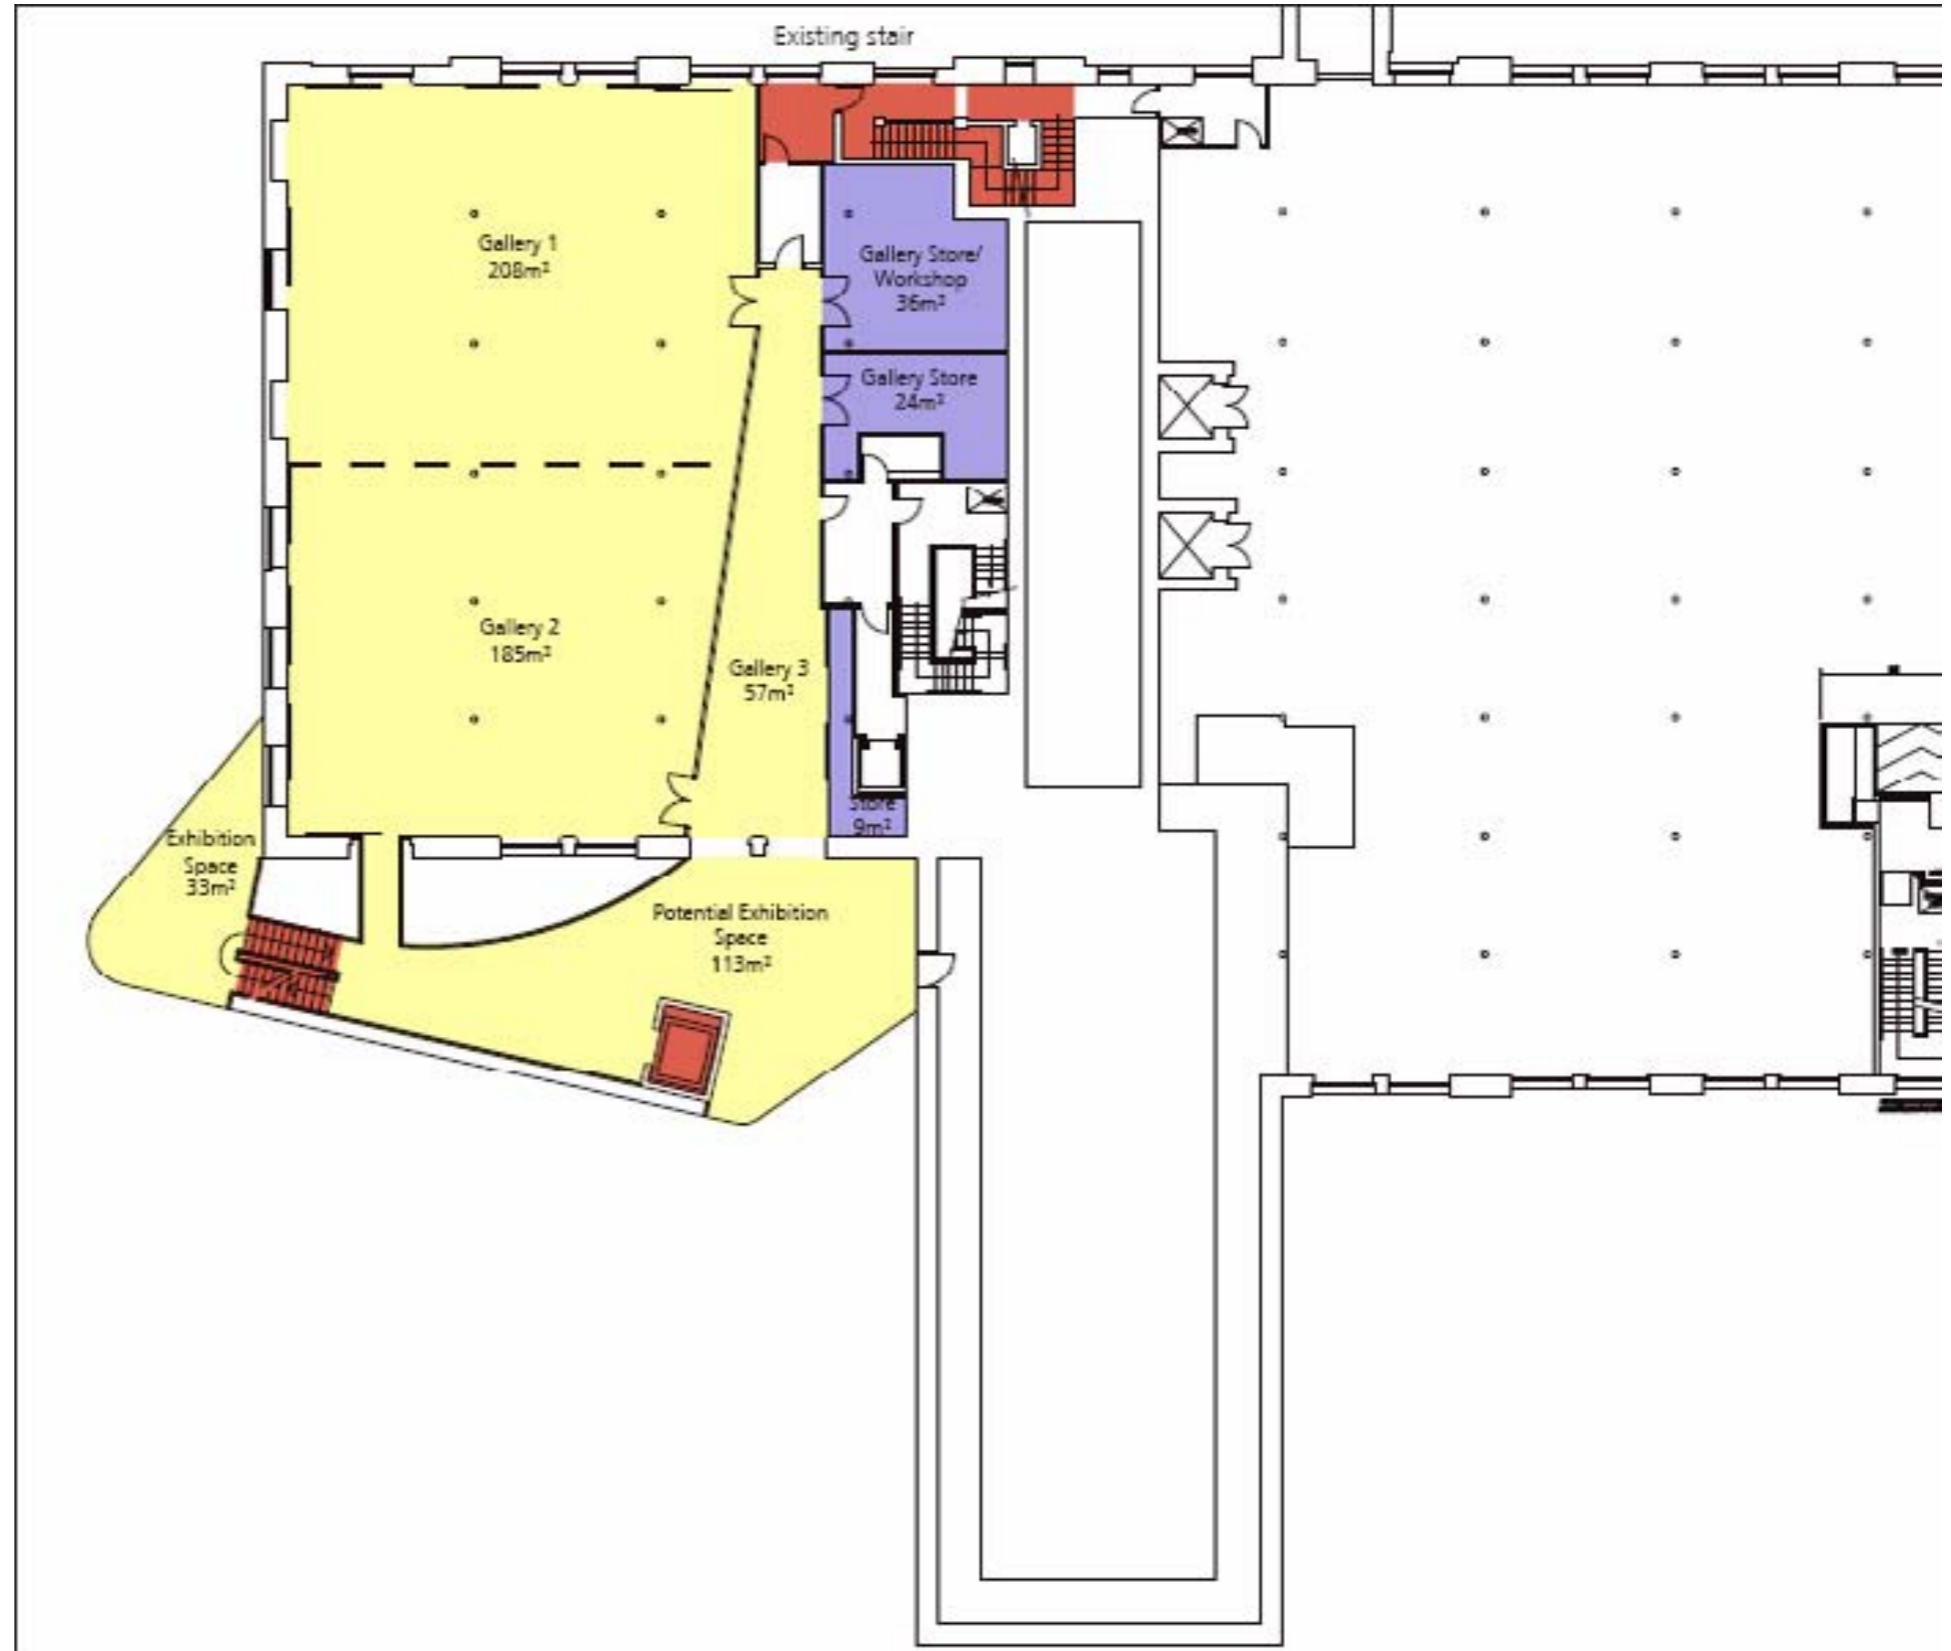 Existing stair
Gallery 1
208m²
Gallery Store/
Workshop
36m²
Gallery Store
24m²
Gallery 2
185m²
Gallery 3
57m²
Store
9m²
Exhibition
Space
33m²
Potential Exhibition
Space
113m²